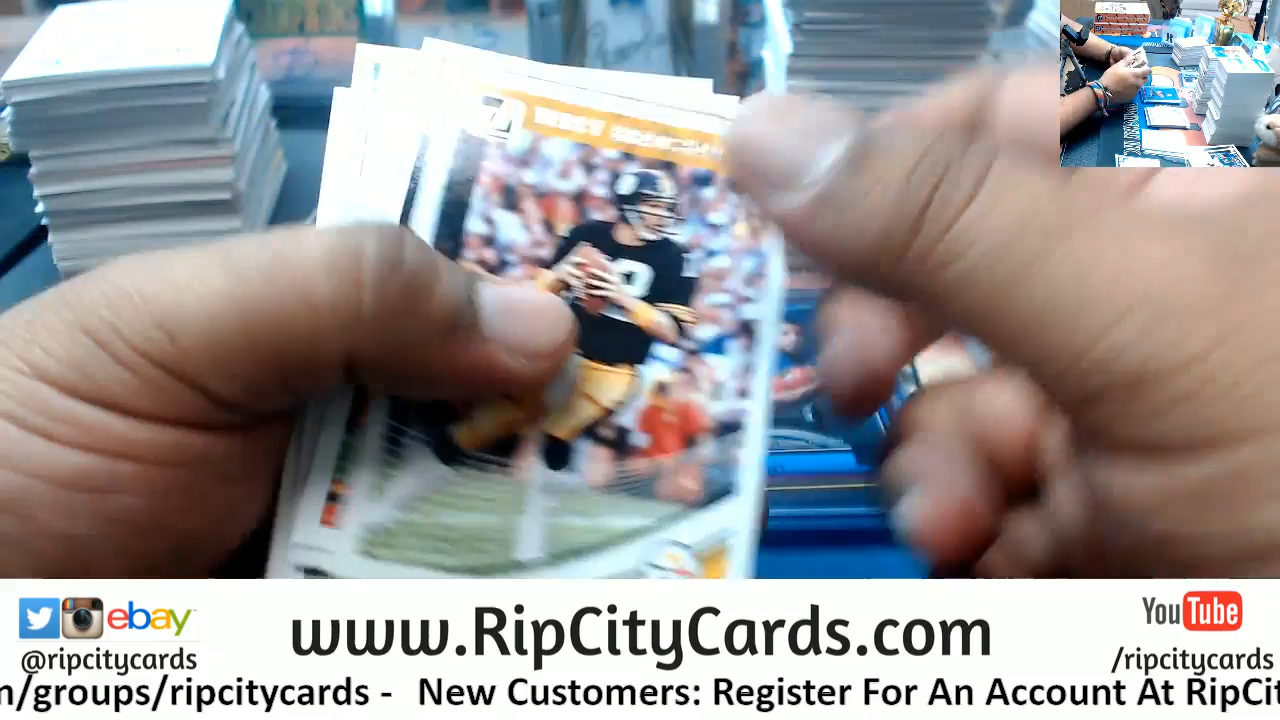 ebay
www.RipCityCards.com
YouTube
@ripcitycards
/ripcitycards
n/groups/ripcitycards - New Customers: Register For An Account At RipCit